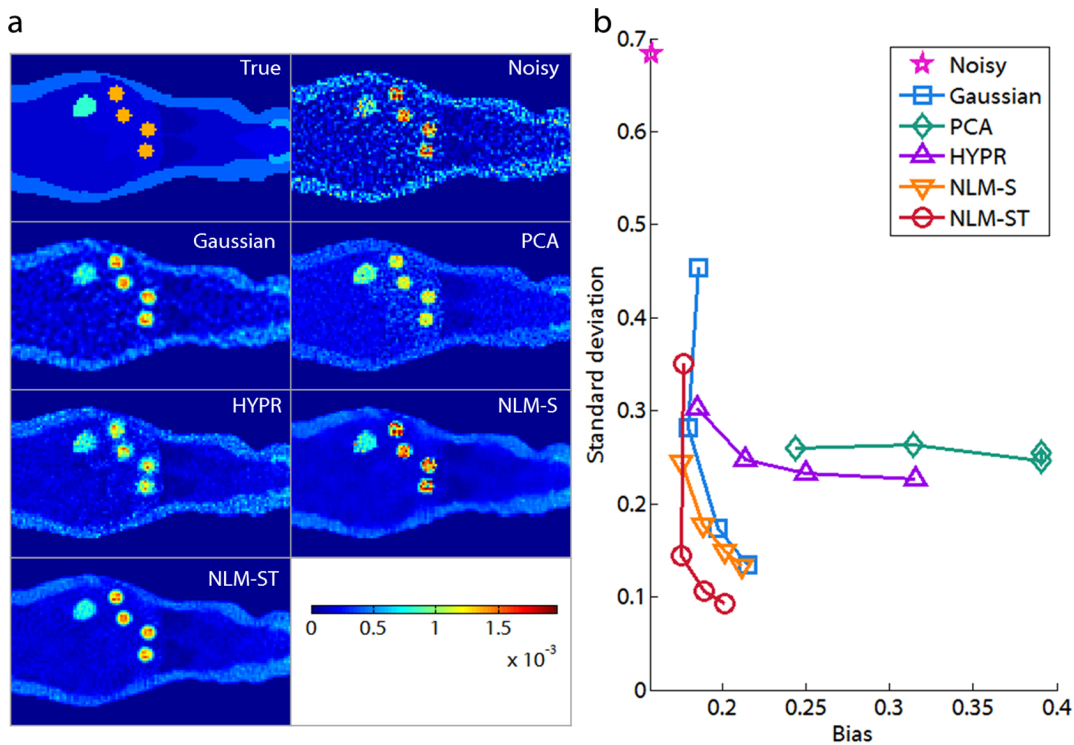 a
True
Noisy
Gaussian
PCA
HYPR
NLM-S
NLM-ST
0 0.5 1 1.5
x 10-3
b
0.7
0.6
0.5
0.4
0.3
0.2
0.1
0
Standard deviation
0.2 0.25 0.3 0.35 0.4
Bias
Noisy
Gaussian
PCA
HYPR
NLM-S
NLM-ST